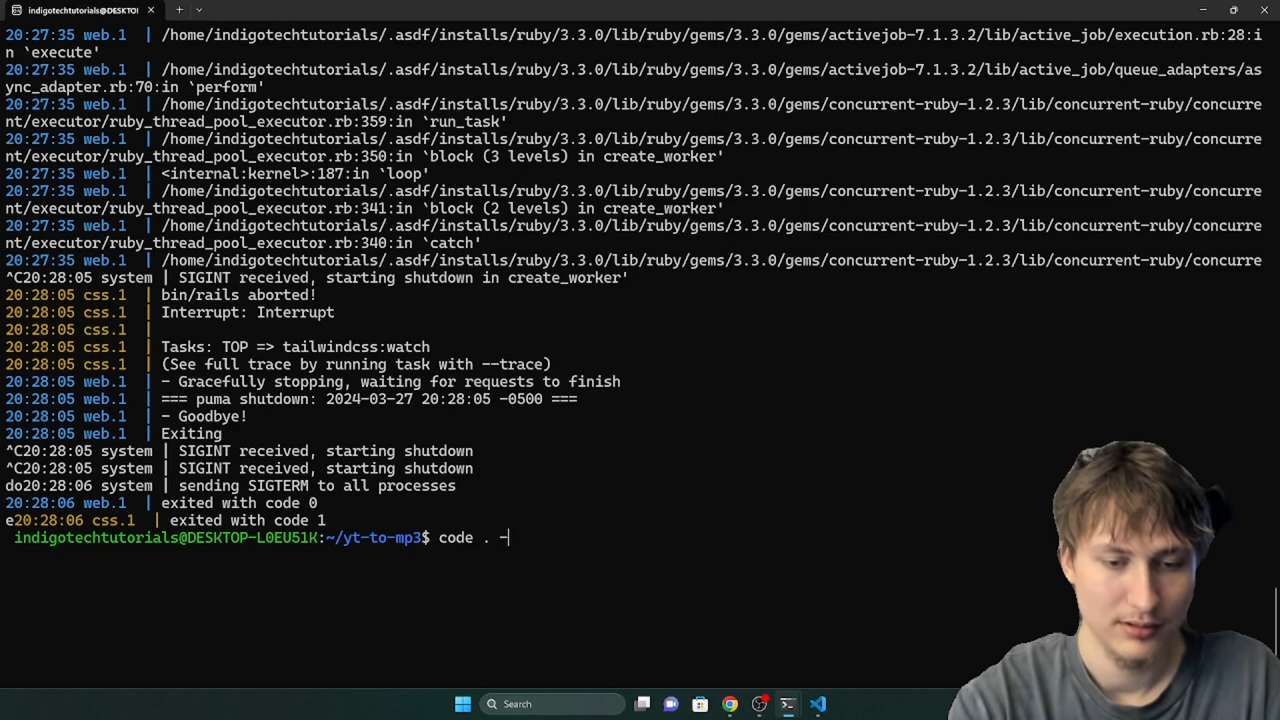 indigotechtutorials@DESKTO!
20:27:35 web.1  | /home/indigotechtutorials/.asdf/installs/ruby/3.3.0/lib/ruby/gems/3.3.0/gems/activejob-7.1.3.2/lib/active_job/execution.rb:28:i
n `execute'
20:27:35 web.1  | /home/indigotechtutorials/.asdf/installs/ruby/3.3.0/lib/ruby/gems/3.3.0/gems/activejob-7.1.3.2/lib/active_job/queue_adapters/as
ync_adapter.rb:70:in `perform'
20:27:35 web.1  | /home/indigotechtutorials/.asdf/installs/ruby/3.3.0/lib/ruby/gems/3.3.0/gems/concurrent-ruby-1.2.3/lib/concurrent-ruby/concurre
nt/executor/ruby_thread_pool_executor.rb:359:in `run_task'
20:27:35 web.1  | /home/indigotechtutorials/.asdf/installs/ruby/3.3.0/lib/ruby/gems/3.3.0/gems/concurrent-ruby-1.2.3/lib/concurrent-ruby/concurre
nt/executor/ruby_thread_pool_executor.rb:350:in `block (3 levels) in create_worker'
20:27:35 web.1  | <internal:kernel>:187:in `loop'
20:27:35 web.1  | /home/indigotechtutorials/.asdf/installs/ruby/3.3.0/lib/ruby/gems/3.3.0/gems/concurrent-ruby-1.2.3/lib/concurrent-ruby/concurre
nt/executor/ruby_thread_pool_executor.rb:341:in `block (2 levels) in create_worker'
20:27:35 web.1  | /home/indigotechtutorials/.asdf/installs/ruby/3.3.0/lib/ruby/gems/3.3.0/gems/concurrent-ruby-1.2.3/lib/concurrent-ruby/concurre
nt/executor/ruby_thread_pool_executor.rb:340:in `catch'
20:27:35 web.1  | /home/indigotechtutorials/.asdf/installs/ruby/3.3.0/lib/ruby/gems/3.3.0/gems/concurrent-ruby-1.2.3/lib/concurrent-ruby/concurre
^C20:28:05 system | SIGINT received, starting shutdown in create_worker'
20:28:05 css.1  | bin/rails aborted!
20:28:05 css.1  | Interrupt: Interrupt
20:28:05 css.1  |
20:28:05 css.1  | Tasks: TOP => tailwindcss:watch
20:28:05 css.1  | (See full trace by running task with --trace)
20:28:05 web.1  | - Gracefully stopping, waiting for requests to finish
20:28:05 web.1  | === puma shutdown: 2024-03-27 20:28:05 -0500 ===
20:28:05 web.1  | - Goodbye!
20:28:05 web.1  | Exiting
^C20:28:05 system | SIGINT received, starting shutdown
^C20:28:05 system | SIGINT received, starting shutdown
do20:28:06 system | sending SIGTERM to all processes
20:28:06 web.1  | exited with code 0
e20:28:06 css.1  | exited with code 1
indigotechtutorials@DESKTOP-L0EU51K:~/yt-to-mp3$ code . -
Search